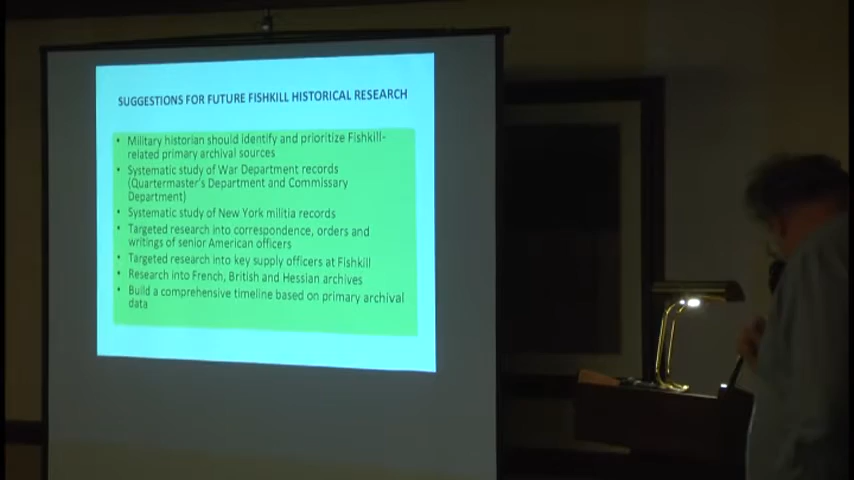 SUGGESTIONS FOR FUTURE FISHKILL HISTORICAL RESEARCH
• Military historian should identify and prioritize Fishkill-
related primary archival sources
• Systematic study of War Department records
(Quartermaster's Department and Commissary
Department)
• Systematic study of New York militia records
• Targeted research into correspondence, orders and
writings of senior American officers
• Targeted research into key supply officers at Fishkill
• Research into French, British and Hessian archives
• Build a comprehensive timeline based on primary archival
data